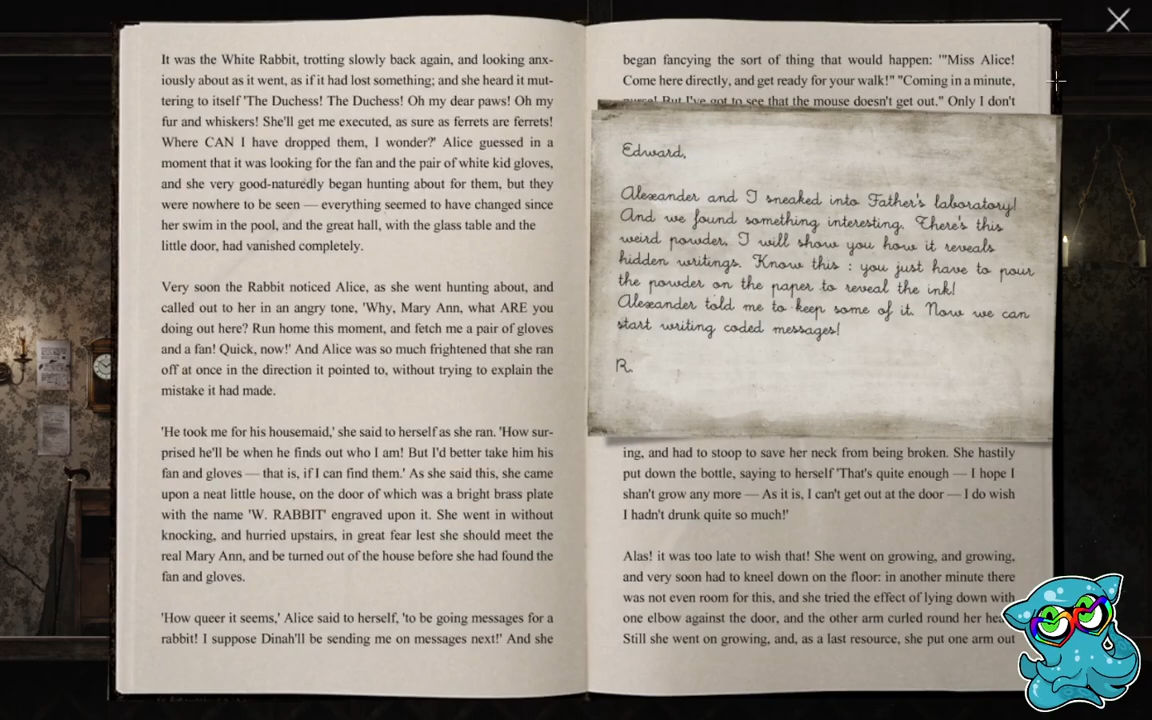 It was the White Rabbit, trotting slowly back again, and looking anx-
iously about as it went, as if it had lost something; and she heard it mut-
tering to itself 'The Duchess! The Duchess! Oh my dear paws! Oh my
fur and whiskers! She'll get me executed, as sure as ferrets are ferrets!
Where CAN I have dropped them, I wonder?' Alice guessed in a
moment that it was looking for the fan and the pair of white kid gloves,
and she very good-naturedly began hunting about for them, but they
were nowhere to be seen — everything seemed to have changed since
her swim in the pool, and the great hall, with the glass table and the
little door, had vanished completely.
Very soon the Rabbit noticed Alice, as she went hunting about, and
called out to her in an angry tone, 'Why, Mary Ann, what ARE you
doing out here? Run home this moment, and fetch me a pair of gloves
and a fan! Quick, now!' And Alice was so much frightened that she ran
off at once in the direction it pointed to, without trying to explain the
mistake it had made.
'He took me for his housemaid,' she said to herself as she ran. 'How sur-
prised he'll be when he finds out who I am! But I'd better take him his
fan and gloves — that is, if I can find them.' As she said this, she came
upon a neat little house, on the door of which was a bright brass plate
with the name 'W. RABBIT' engraved upon it. She went in without
knocking, and hurried upstairs, in great fear lest she should meet the
real Mary Ann, and be turned out of the house before she had found the
fan and gloves.
'How queer it seems,' Alice said to herself, 'to be going messages for a
rabbit! I suppose Dinah'll be sending me on messages next!' And she
began fancying the sort of thing that would happen: '"Miss Alice!
Come here directly, and get ready for your walk!" "Coming in a minute,
nurse! But I've got to see that the mouse doesn't get out." Only I don't
Edward,
Alexander and I sneaked into Father's laboratory!
And we found something interesting. There's this
weird powder. I will show you how it reveals
hidden writings. Know this : you just have to pour
the powder on the paper to reveal the ink!
Alexander told me to keep some of it. Now we can
start writing coded messages!
R.
ing, and had to stoop to save her neck from being broken. She hastily
put down the bottle, saying to herself 'That's quite enough — I hope I
shan't grow any more — As it is, I can't get out at the door — I do wish
I hadn't drunk quite so much!'
Alas! it was too late to wish that! She went on growing, and growing,
and very soon had to kneel down on the floor: in another minute there
was not even room for this, and she tried the effect of lying down with
one elbow against the door, and the other arm curled round her
Still she went on growing, and, as a last resource, she put one arm out